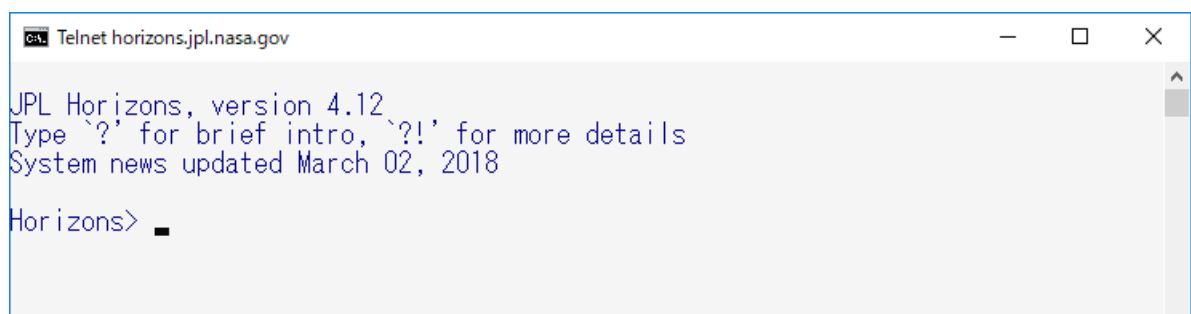 Telnet horizons.jpl.nasa.gov
JPL Horizons, version 4.12
Type `?' for brief intro, `?!' for more details
System news updated March 02, 2018
Horizons>